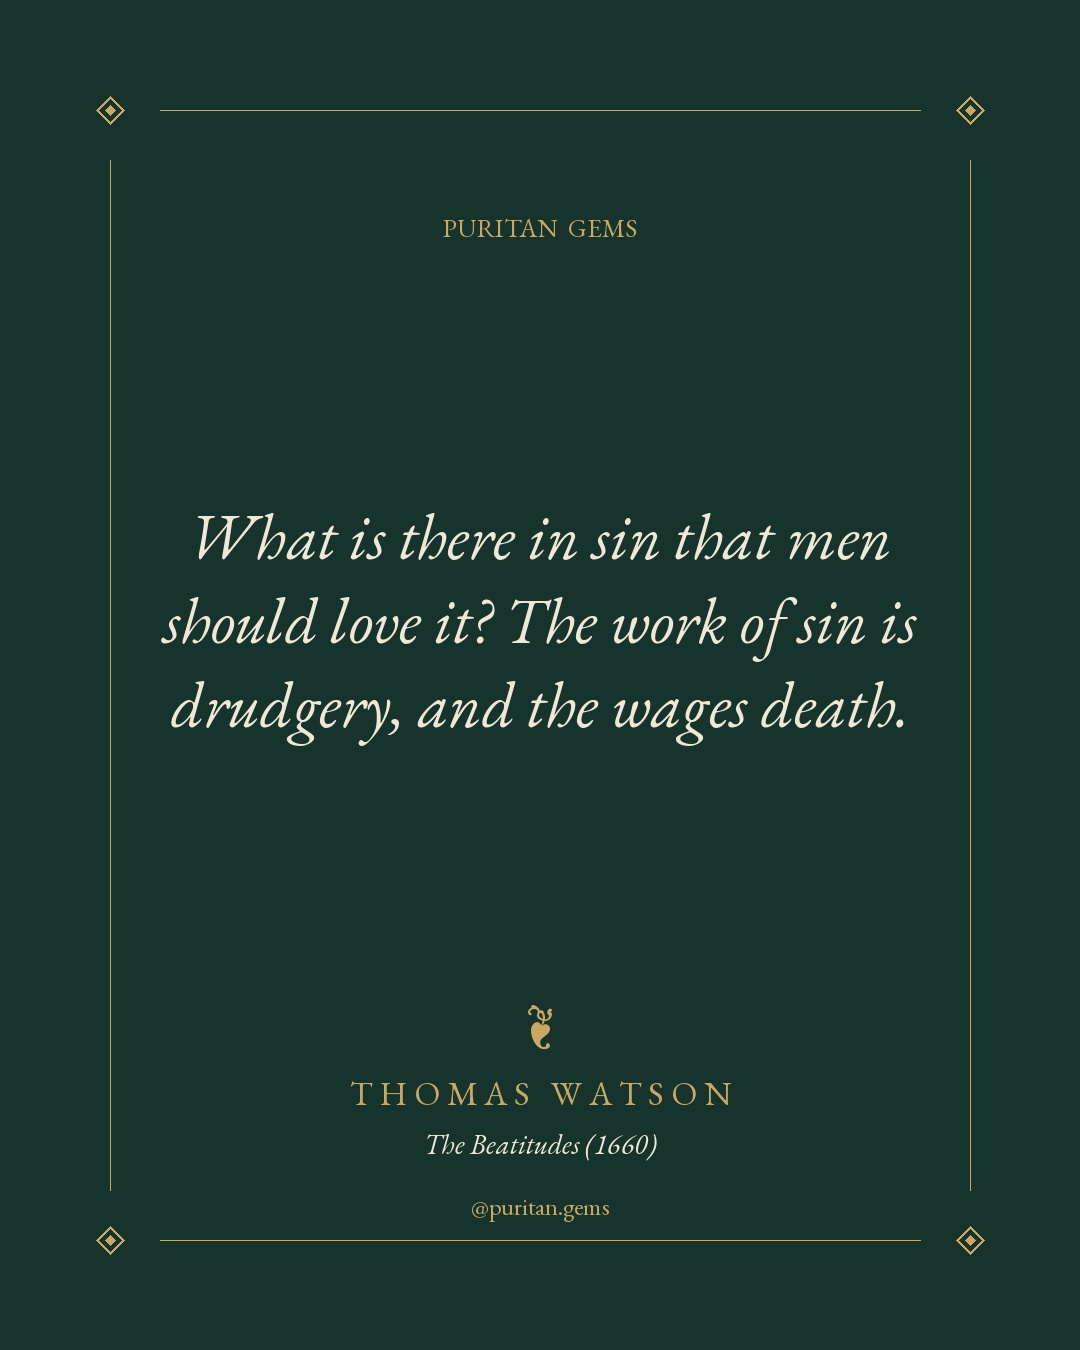 PURITAN GEMS
What is there in sin that men
should love it? The work of sin is
drudgery, and the wages death.
❦
THOMAS WATSON
The Beatitudes (1660)
@puritan.gems